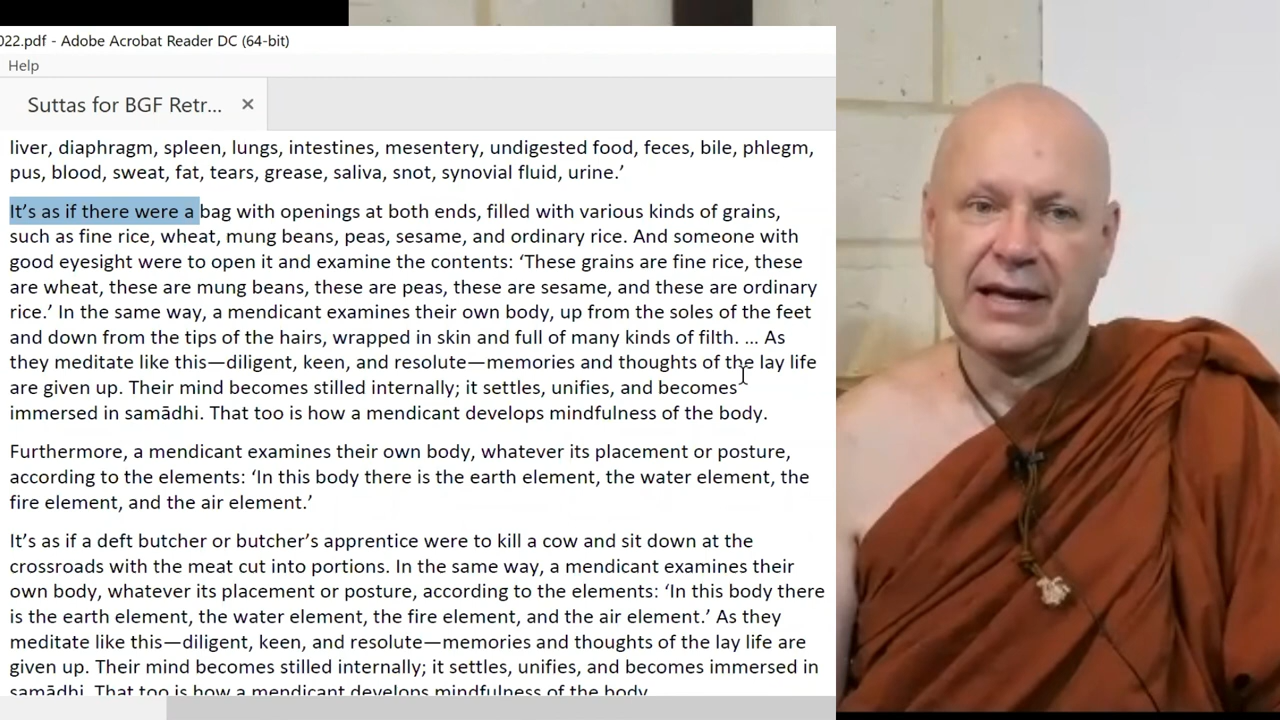 022.pdf - Adobe Acrobat Reader DC (64-bit)
Help
Suttas for BGF Retr... ×
liver, diaphragm, spleen, lungs, intestines, mesentery, undigested food, feces, bile, phlegm,
pus, blood, sweat, fat, tears, grease, saliva, snot, synovial fluid, urine.’
It’s as if there were a bag with openings at both ends, filled with various kinds of grains,
such as fine rice, wheat, mung beans, peas, sesame, and ordinary rice. And someone with
good eyesight were to open it and examine the contents: ‘These grains are fine rice, these
are wheat, these are mung beans, these are peas, these are sesame, and these are ordinary
rice.’ In the same way, a mendicant examines their own body, up from the soles of the feet
and down from the tips of the hairs, wrapped in skin and full of many kinds of filth. … As
they meditate like this—diligent, keen, and resolute—memories and thoughts of the lay life
are given up. Their mind becomes stilled internally; it settles, unifies, and becomes
immersed in samādhi. That too is how a mendicant develops mindfulness of the body.
Furthermore, a mendicant examines their own body, whatever its placement or posture,
according to the elements: ‘In this body there is the earth element, the water element, the
fire element, and the air element.’
It’s as if a deft butcher or butcher’s apprentice were to kill a cow and sit down at the
crossroads with the meat cut into portions. In the same way, a mendicant examines their
own body, whatever its placement or posture, according to the elements: ‘In this body there
is the earth element, the water element, the fire element, and the air element.’ As they
meditate like this—diligent, keen, and resolute—memories and thoughts of the lay life are
given up. Their mind becomes stilled internally; it settles, unifies, and becomes immersed in
samādhi. That too is how a mendicant develops mindfulness of the body.